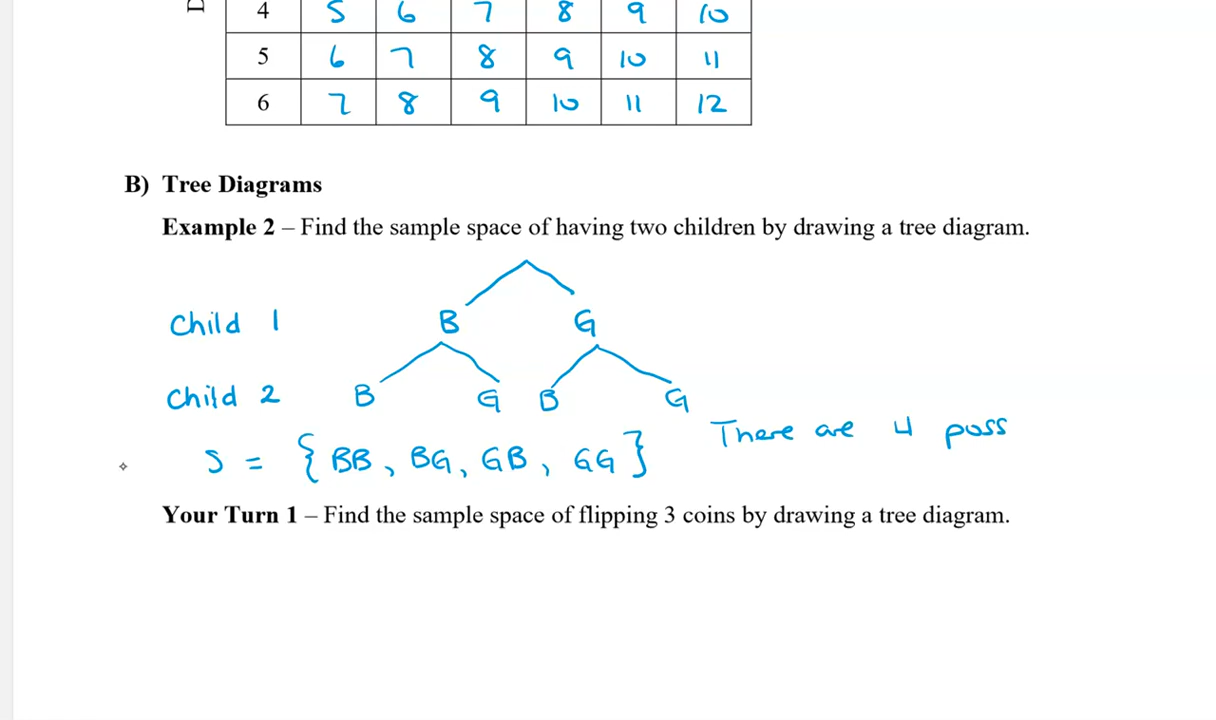 4 5 6 7 8 9 10
5 6 7 8 9 10 11
6 7 8 9 10 11 12
B) Tree Diagrams
Example 2 – Find the sample space of having two children by drawing a tree diagram.
Child 1 B G
Child 2 B G B G
There are 4 poss
S = { BB, BG, GB, GG }
Your Turn 1 – Find the sample space of flipping 3 coins by drawing a tree diagram.